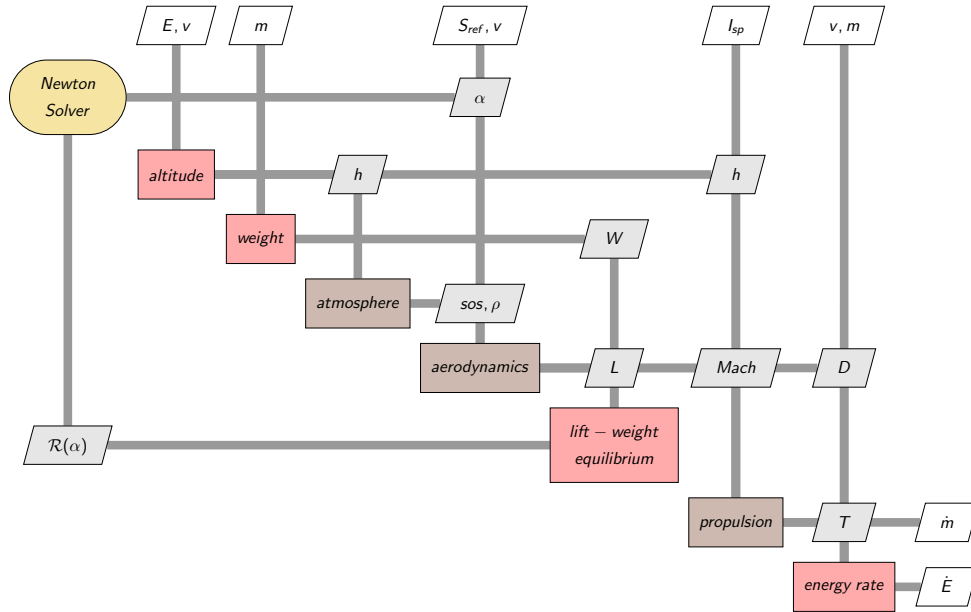 E, v
m
S_ref, v
I_sp
v, m
Newton
Solver
α
altitude
h
h
weight
W
atmosphere
sos, ρ
aerodynamics
L
Mach
D
lift − weight
equilibrium
ℛ(α)
propulsion
T
ṁ
energy rate
Ė